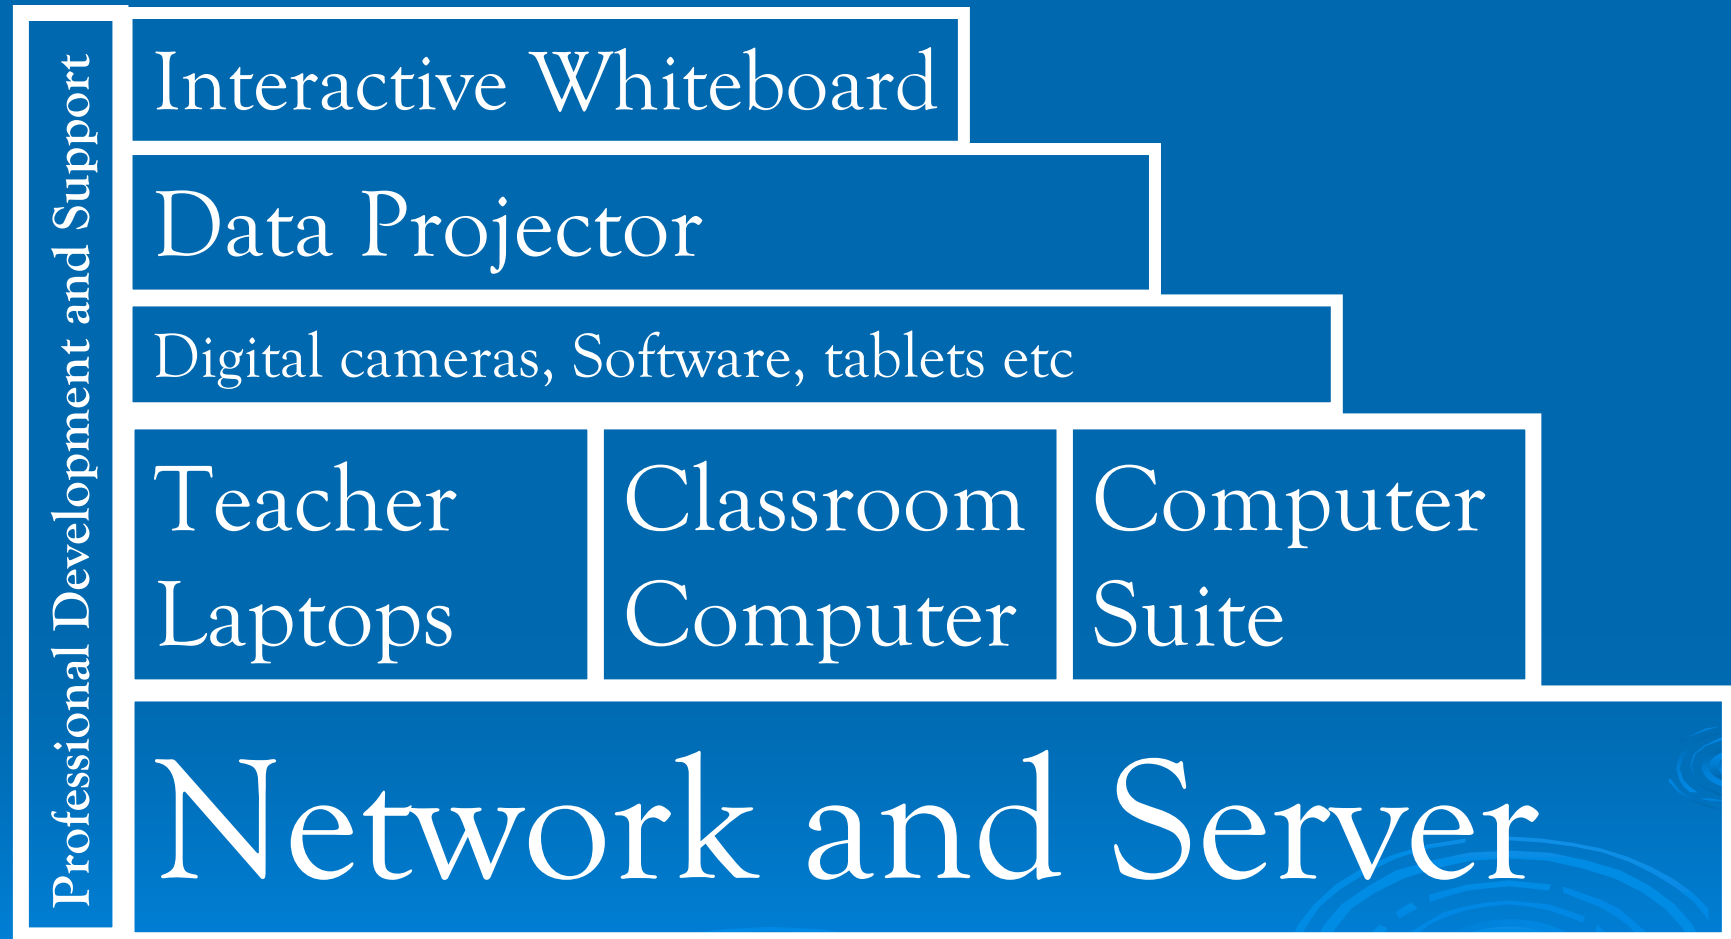 Professional Development and Support
Interactive Whiteboard
Data Projector
Digital cameras, Software, tablets etc
Teacher
Laptops
Classroom
Computer
Computer
Suite
Network and Server